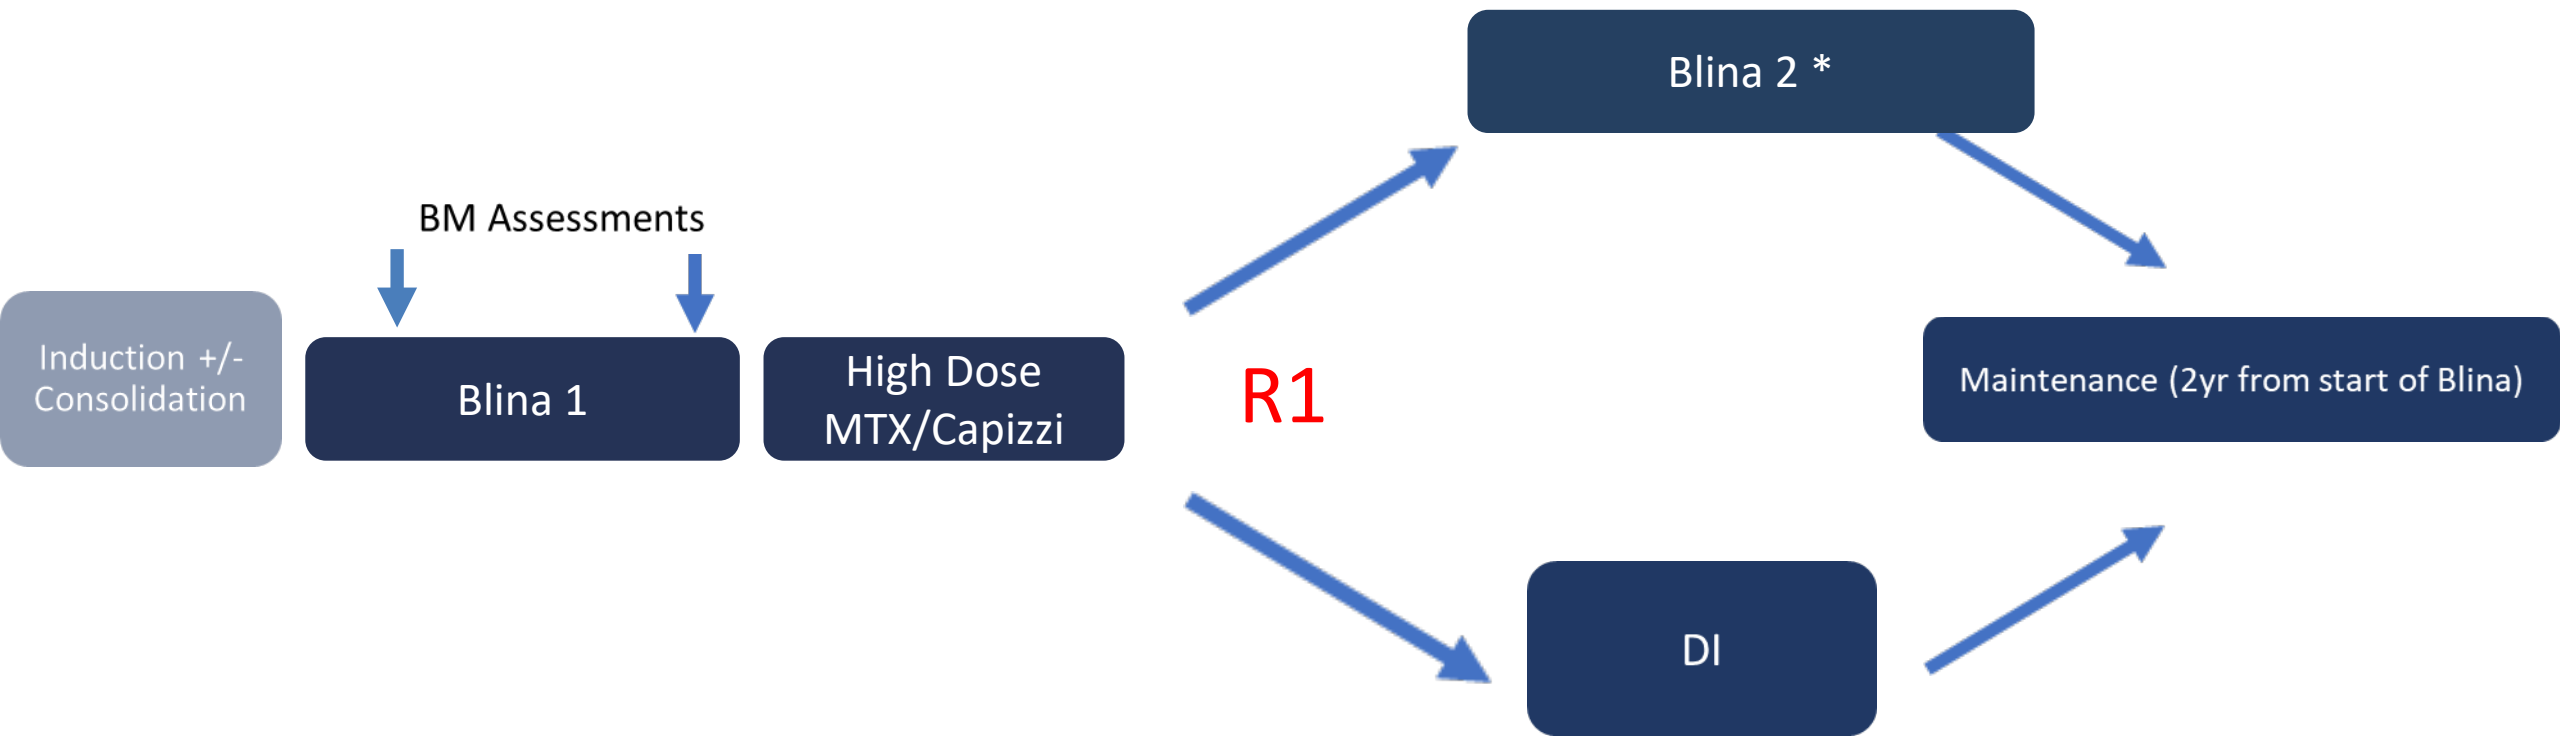 Induction +/-
Consolidation
BM Assessments
Blina 1
High Dose
MTX/Capizzi
R1
Blina 2 *
DI
Maintenance (2yr from start of Blina)